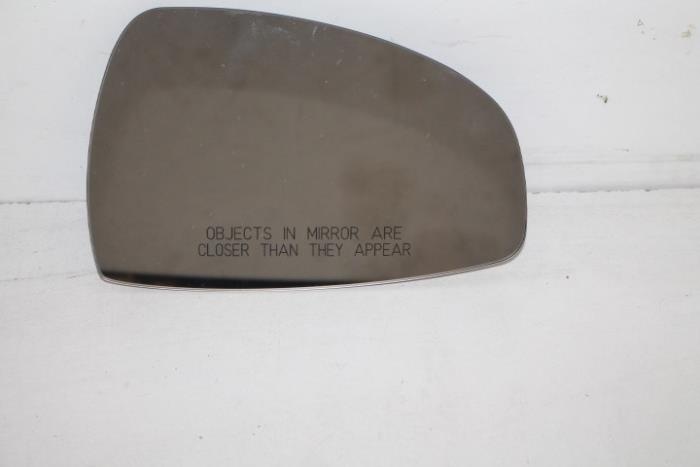 OBJECTS IN MIRROR ARE
CLOSER THAN THEY APPEAR